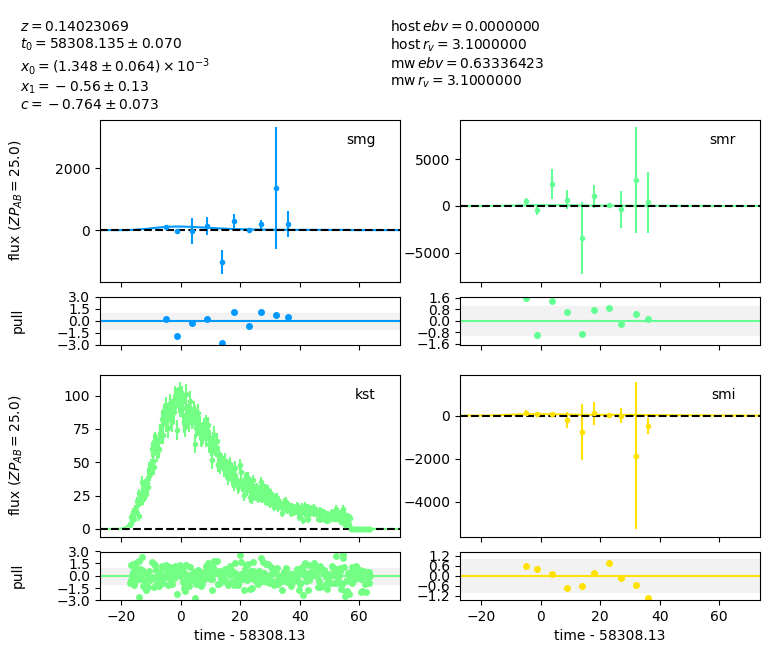 z = 0.14023069
t₀ = 58308.135 ± 0.070
x₀ = (1.348 ± 0.064) × 10⁻³
x₁ = −0.56 ± 0.13
c = −0.764 ± 0.073
host ebv = 0.0000000
host r_v = 3.1000000
mw ebv = 0.63336423
mw r_v = 3.1000000
flux (ZP_AB = 25.0)
2000
0
smg
5000
0
−5000
smr
pull
3.0
1.5
0.0
−1.5
−3.0
1.6
0.8
0.0
−0.8
−1.6
flux (ZP_AB = 25.0)
100
75
50
25
0
kst
0
−2000
−4000
smi
pull
3.0
1.5
0.0
−1.5
−3.0
1.2
0.6
0.0
−0.6
−1.2
−20 0 20 40 60
−20 0 20 40 60
time - 58308.13
time - 58308.13